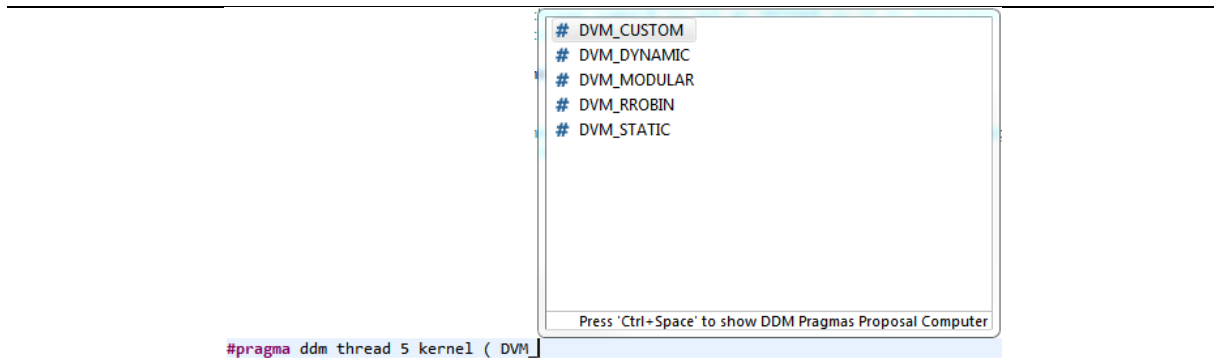 # DVM_CUSTOM
# DVM_DYNAMIC
# DVM_MODULAR
# DVM_RROBIN
# DVM_STATIC
Press 'Ctrl+Space' to show DDM Pragmas Proposal Computer
#pragma ddm thread 5 kernel ( DVM_